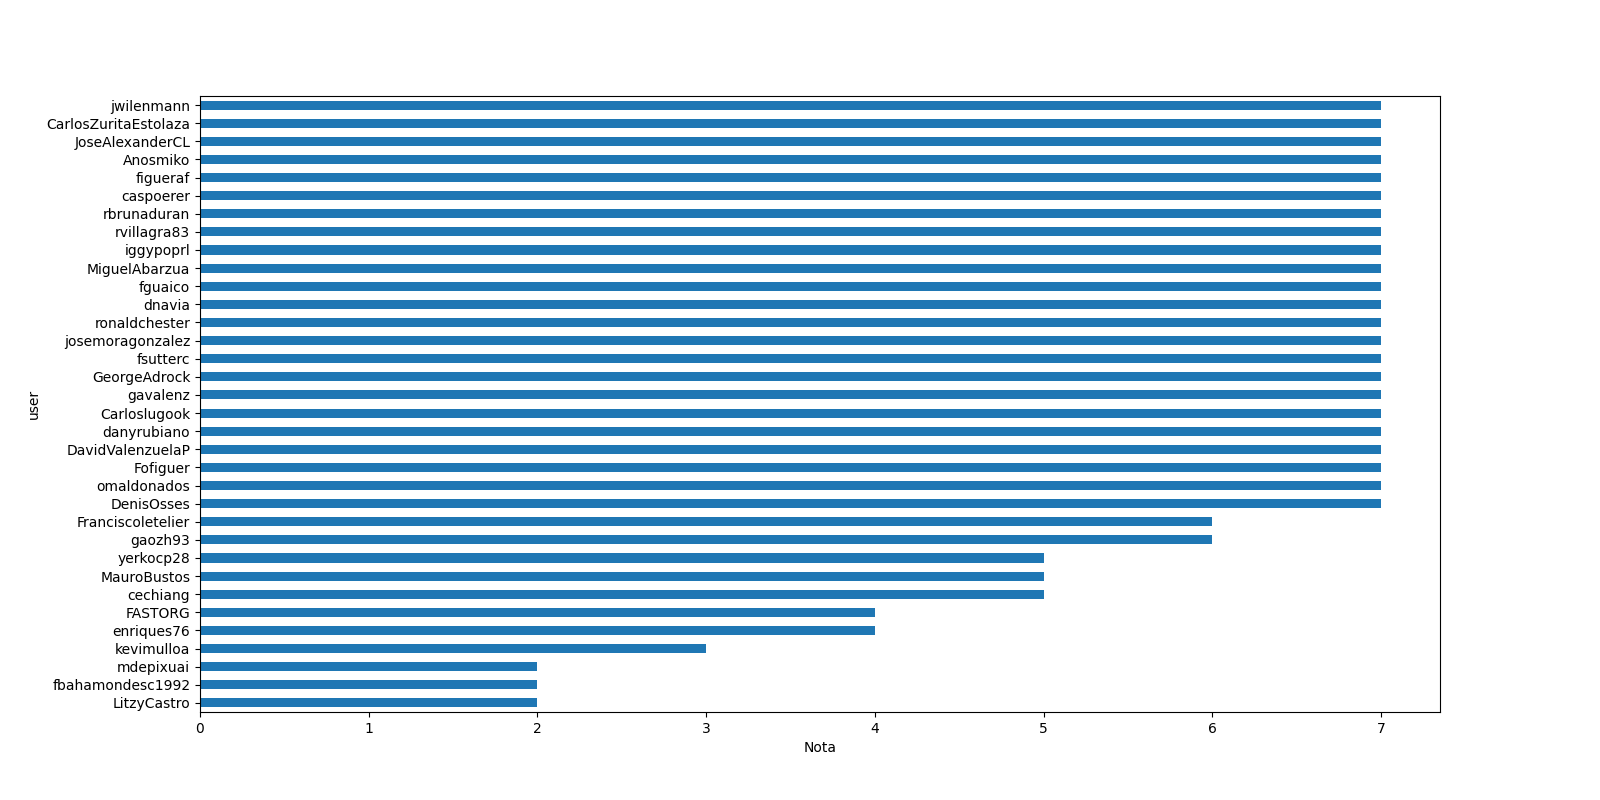 jwilenmann
CarlosZuritaEstolaza
JoseAlexanderCL
Anosmiko
figueraf
caspoerer
rbrunaduran
rvillagra83
iggypoprl
MiguelAbarzua
fguaico
dnavia
ronaldchester
josemoragonzalez
fsutterc
GeorgeAdrock
gavalenz
Carloslugook
danyrubiano
DavidValenzuelaP
Fofiguer
omaldonados
DenisOsses
Franciscoletelier
gaozh93
yerkocp28
MauroBustos
cechiang
FASTORG
enriques76
kevimulloa
mdepixuai
fbahamondesc1992
LitzyCastro
user
0 1 2 3 4 5 6 7
Nota